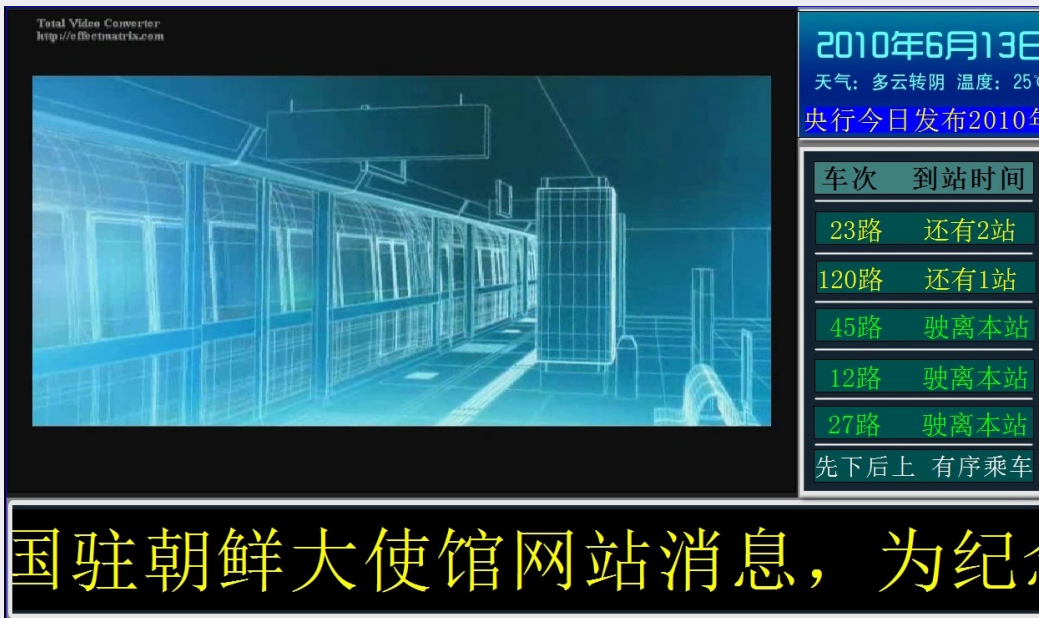 Total Video Converter
http://effectmatrix.com
2010年6月13日
天气：多云转阴 温度：25℃
央行今日发布2010年
车次 到站时间
23路 还有2站
120路 还有1站
45路 驶离本站
12路 驶离本站
27路 驶离本站
先下后上 有序乘车
国驻朝鲜大使馆网站消息，为纪念